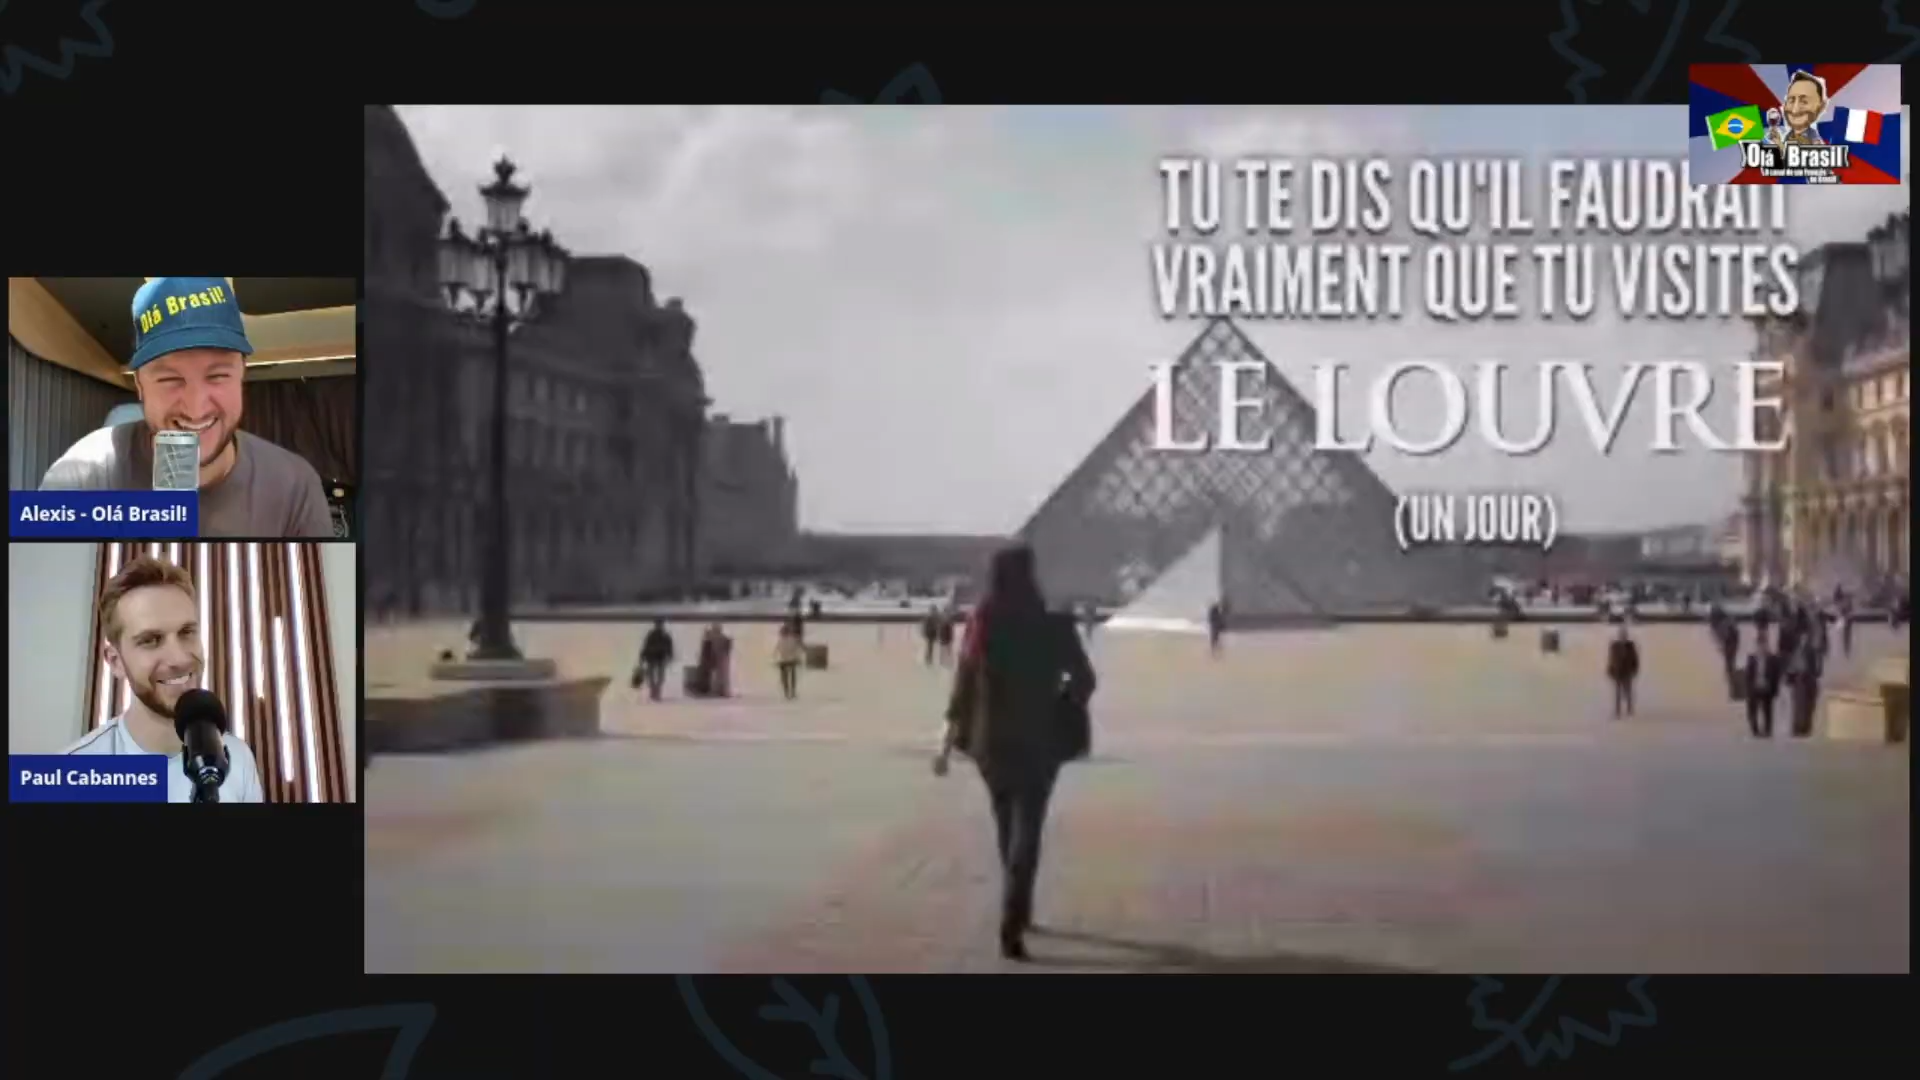 Olá Brasil!
Alexis - Olá Brasil!
Paul Cabannes
TU TE DIS QU'IL FAUDRAIT
VRAIMENT QUE TU VISITES
LE LOUVRE
(UN JOUR)
Olá Brasil